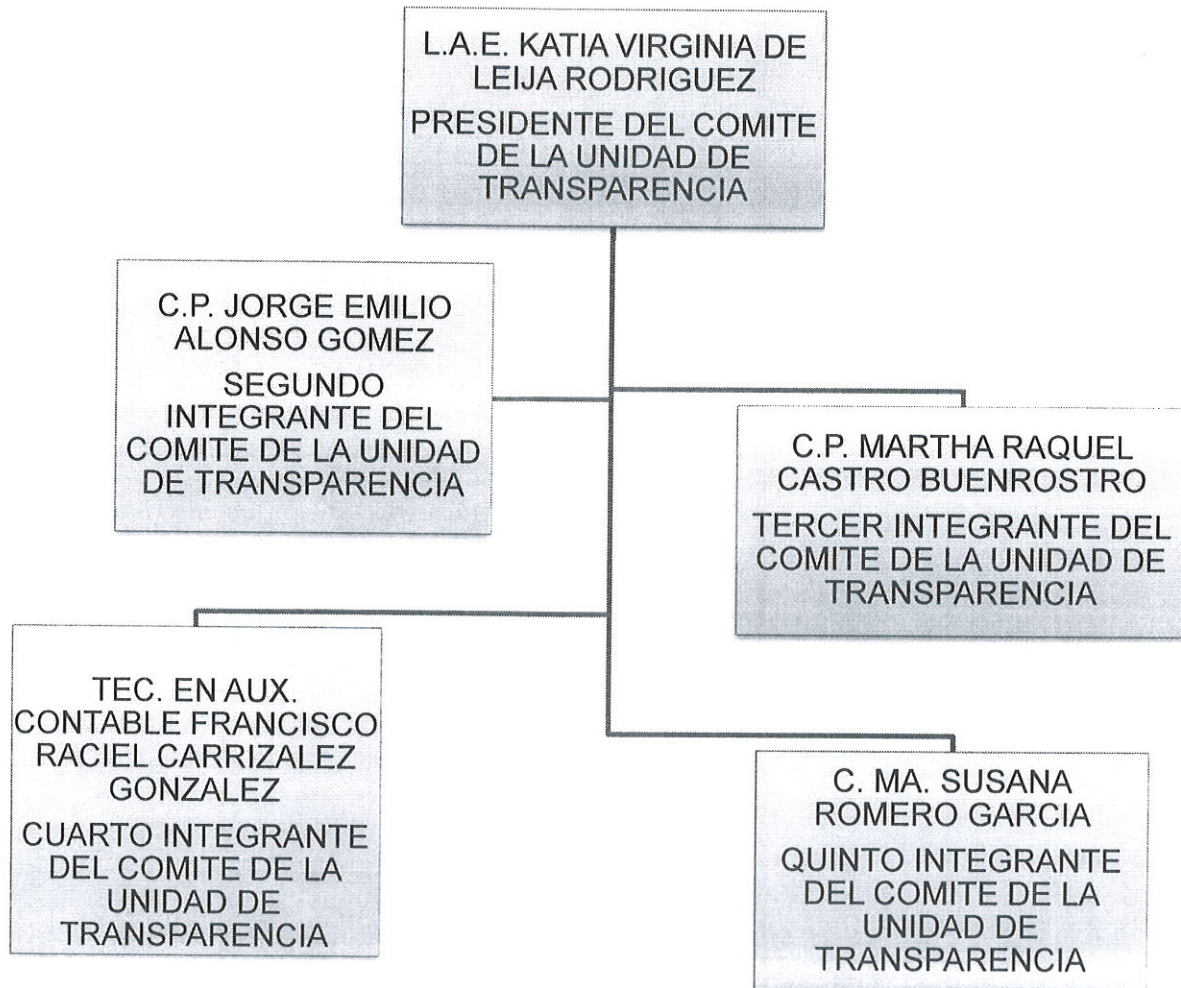 L.A.E. KATIA VIRGINIA DE
LEIJA RODRIGUEZ
PRESIDENTE DEL COMITE
DE LA UNIDAD DE
TRANSPARENCIA
C.P. JORGE EMILIO
ALONSO GOMEZ
SEGUNDO
INTEGRANTE DEL
COMITE DE LA UNIDAD
DE TRANSPARENCIA
C.P. MARTHA RAQUEL
CASTRO BUENROSTRO
TERCER INTEGRANTE DEL
COMITE DE LA UNIDAD DE
TRANSPARENCIA
TEC. EN AUX.
CONTABLE FRANCISCO
RACIEL CARRIZALEZ
GONZALEZ
CUARTO INTEGRANTE
DEL COMITE DE LA
UNIDAD DE
TRANSPARENCIA
C. MA. SUSANA
ROMERO GARCIA
QUINTO INTEGRANTE
DEL COMITE DE LA
UNIDAD DE
TRANSPARENCIA